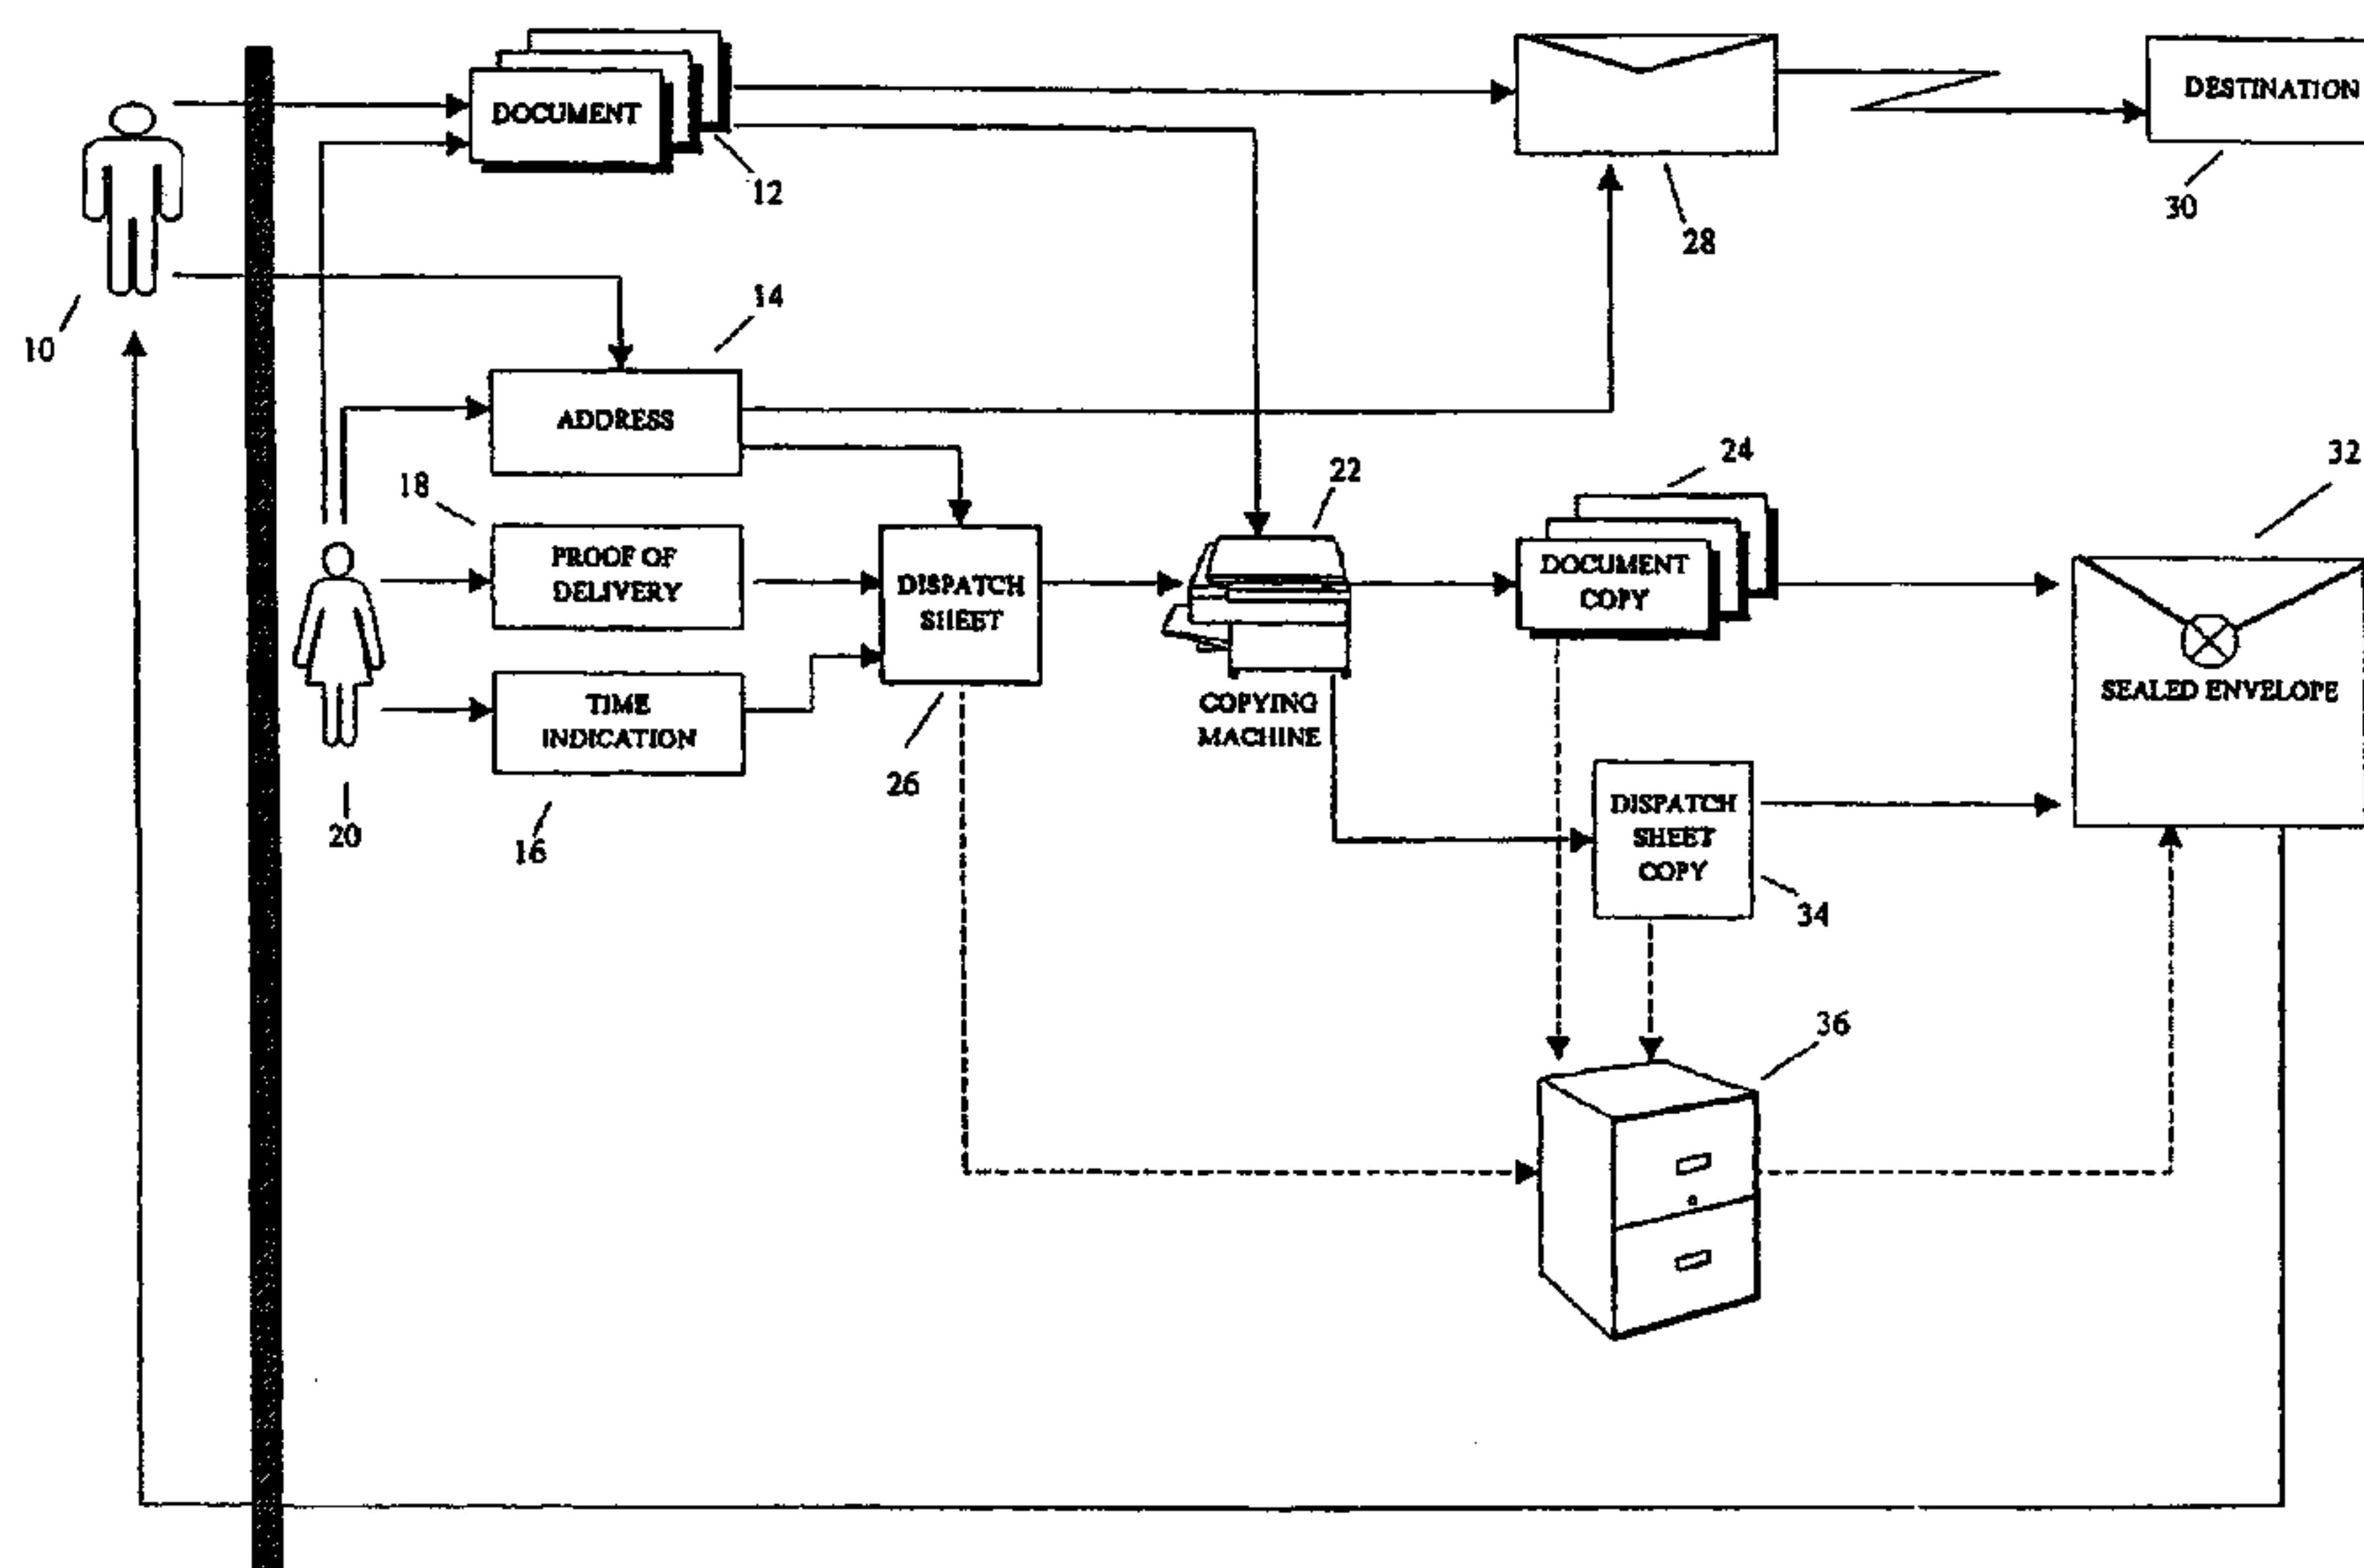 DOCUMENT
DESTINATION
12
30
28
10
14
ADDRESS
18
PROOF OF
DELIVERY
DISPATCH
SHEET
TIME
INDICATION
26
20
16
22
COPYING
MACHINE
24
DOCUMENT
COPY
32
SEALED ENVELOPE
DISPATCH
SHEET
COPY
34
36